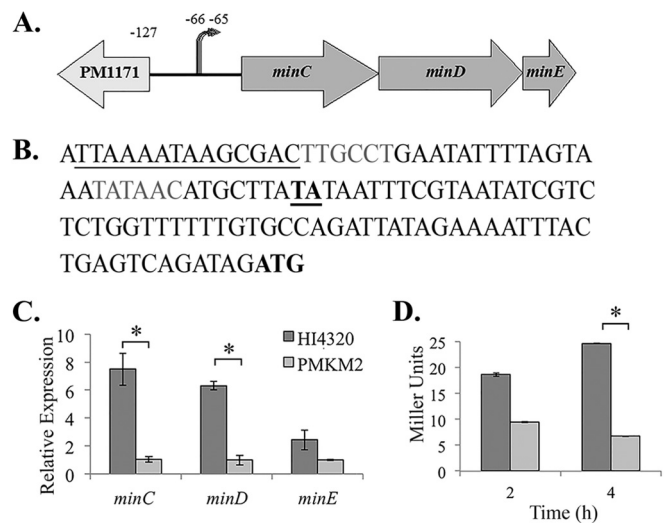 A.
-127
-66 -65
PM1171
minC
minD
minE
B.
ATTAAAATAAGCGACTTGCCTGAATATTTTAGTA
AATATAACATGCTTATATAATTTCGTAATATCGTC
TCTGGTTTTTTGTGCCAGATTATAGAAAATTTAC
TGAGTCAGATAGATG
C.
Relative Expression
10
8
6
4
2
0
*
*
HI4320
PMKM2
minC
minD
minE
D.
Miller Units
25
20
15
10
5
0
*
2
4
Time (h)